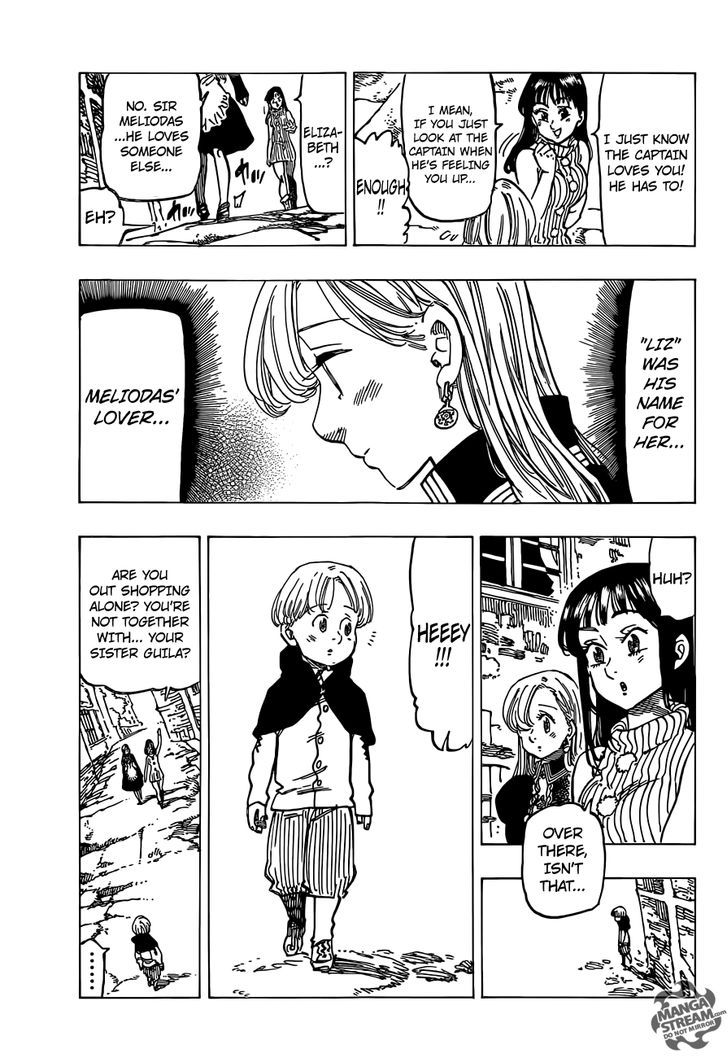 I JUST KNOW
THE CAPTAIN
LOVES YOU!
HE HAS TO!
I MEAN,
IF YOU JUST
LOOK AT THE
CAPTAIN WHEN
HE'S FEELING
YOU UP...
ENOUGH
!!
ELIZA-
BETH
...?
NO. SIR
MELIODAS
...HE LOVES
SOMEONE
ELSE...
EH?
"LIZ"
WAS
HIS
NAME
FOR
HER...
MELIODAS'
LOVER...
HUH?
OVER
THERE,
ISN'T
THAT...
HEEEY
!!!
ARE YOU
OUT SHOPPING
ALONE? YOU'RE
NOT TOGETHER
WITH... YOUR
SISTER GUILA?
......
MANGA
STREAM.com
DO NOT MIRROR